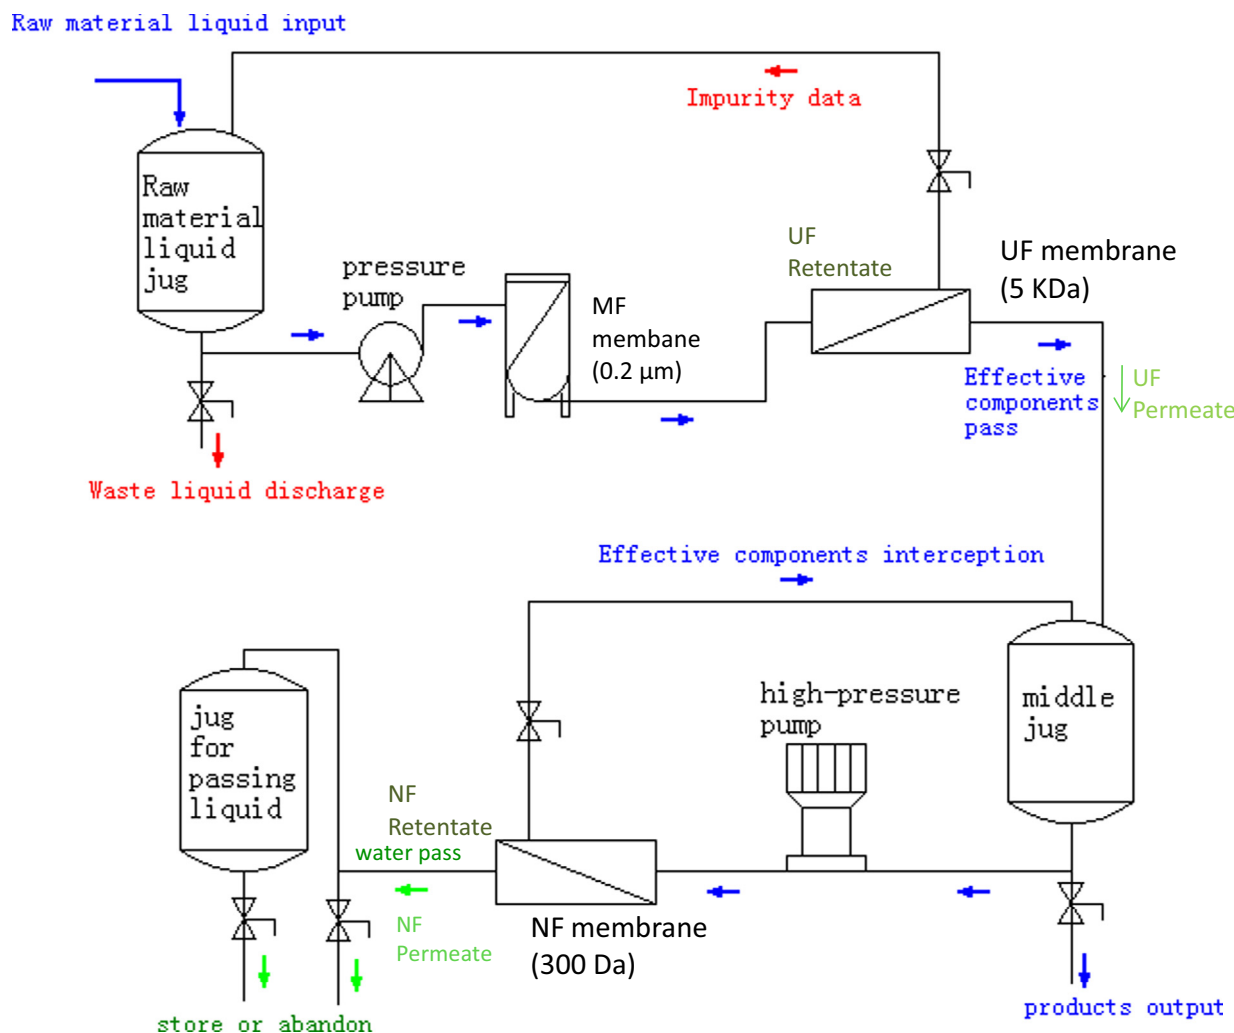 Raw material liquid input
Impurity data
Raw
material
liquid
jug
pressure
pump
MF
membane
(0.2 µm)
UF
Retentate
UF membrane
(5 KDa)
Effective
components
pass
UF
Permeate
Waste liquid discharge
Effective components interception
middle
jug
high-pressure
pump
jug
for
passing
liquid
NF
Retentate
water pass
NF
Permeate
NF membrane
(300 Da)
products output
store or abandon